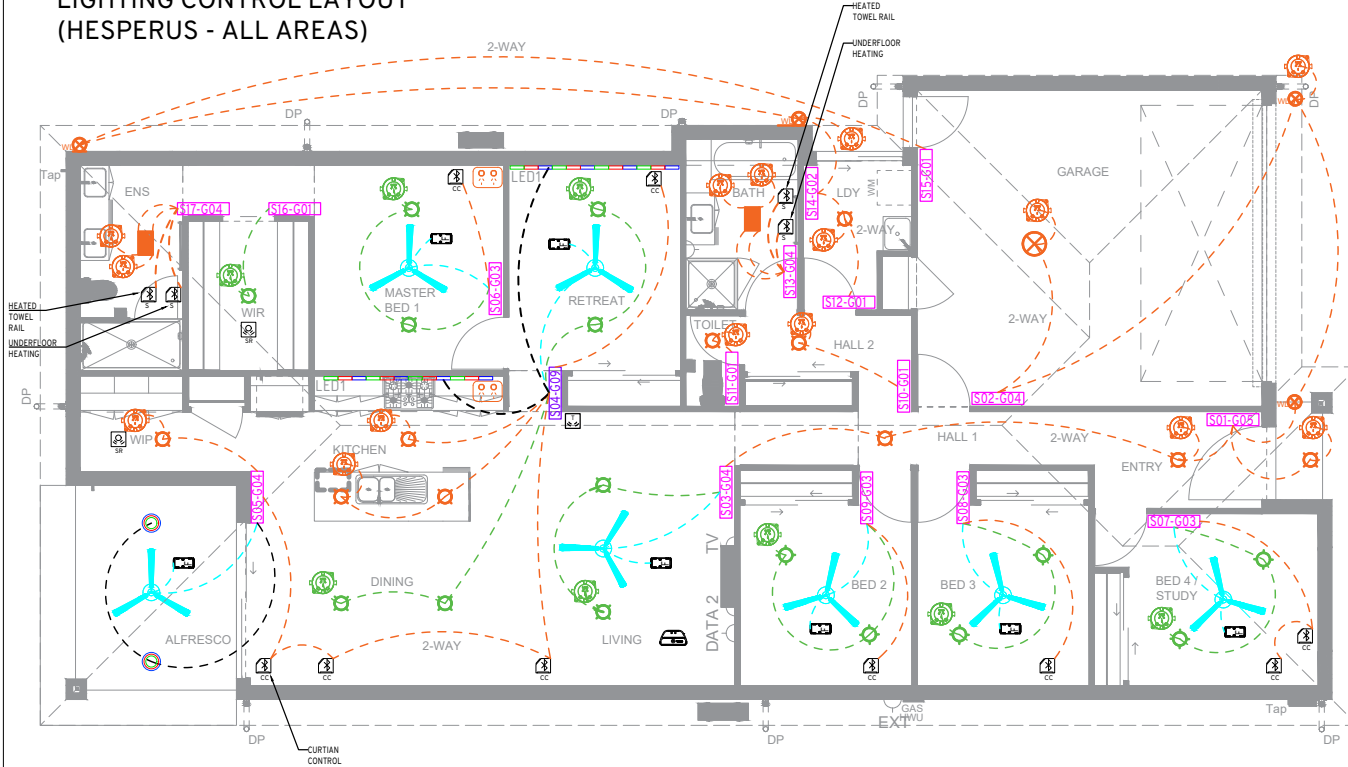 LIGHTING CONTROL LAYOUT
(HESPERUS - ALL AREAS)
HEATED
TOWEL RAIL
UNDERFLOOR
HEATING
2-WAY
DP
DP
DP
DP
WL
WL
Tap
ENS
S17-G04
S16-G01
CC
LED1
CC
BATH
S
S
S14-G02
LDY
WM
2-WAY
S15-G01
GARAGE
HEATED
TOWEL
RAIL
UNDERFLOOR
HEATING
S
S
WIR
SR
MASTER
BED 1
S06-G03
RETREAT
S13-G04
S12-G01
TOILET
HALL 2
2-WAY
S11-G01
S10-G01
S02-G04
DP
LED1
S04-G09
WIP
SR
KITCHEN
HALL 1
2-WAY
S01-G05
WL
ENTRY
S05-G04
S03-G04
S09-G03
S08-G03
S07-G03
TV
DATA 2
DINING
BED 2
BED 3
BED 4 /
STUDY
ALFRESCO
2-WAY
LIVING
CC
CC
CC
CC
CC
CC
CC
GAS
HWU
EXT
Tap
DP
DP
DP
CURTIAN
CONTROL